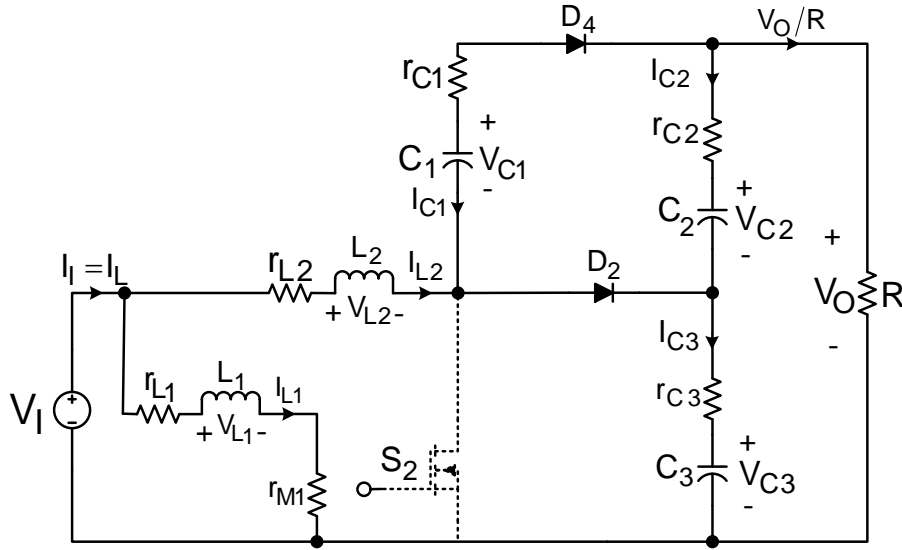 D4
VO/R
rC1
IC2
rC2
+
C1
VC1
-
IC1
+
C2
VC2
-
L2
IL2
rL2
II = IL
+ VL2 -
D2
+
VO
R
-
IC3
L1
rL1
IL1
+ VL1 -
rC3
VI
+
-
S2
rM1
+
C3
VC3
-